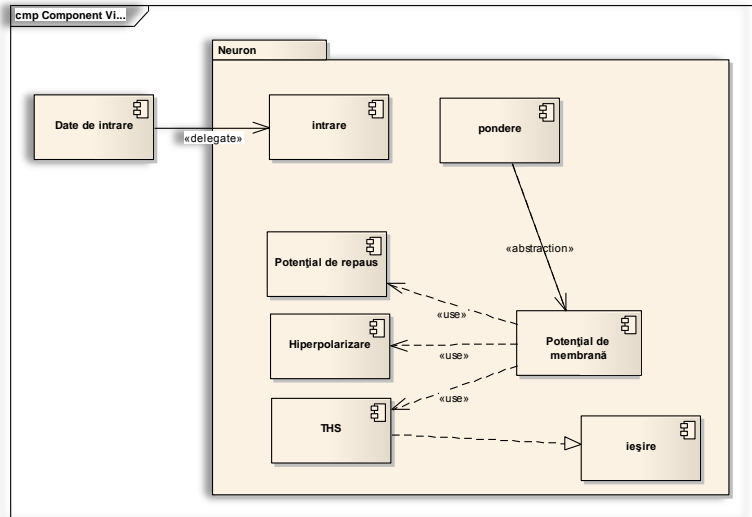 cmp Component Vi...
Neuron
Date de intrare
«delegate»
intrare
pondere
«abstraction»
Potenţial de repaus
«use»
Hiperpolarizare
«use»
Potenţial de
membrană
«use»
THS
ieşire